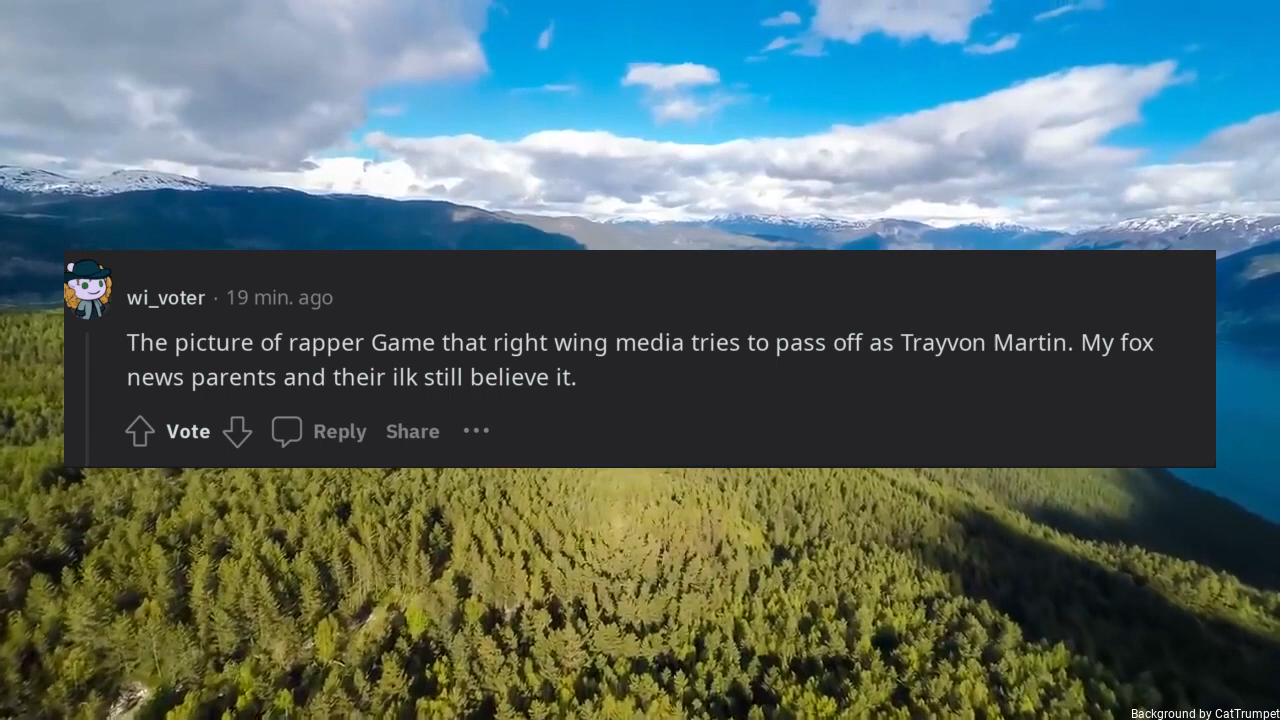 wi_voter · 19 min. ago
The picture of rapper Game that right wing media tries to pass off as Trayvon Martin. My fox
news parents and their ilk still believe it.
Vote Reply Share ···
Background by CatTrumpet